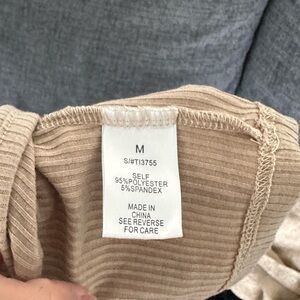 M
S/#TI3755
SELF
95%POLYESTER
5%SPANDEX
MADE IN
CHINA
SEE REVERSE
FOR CARE